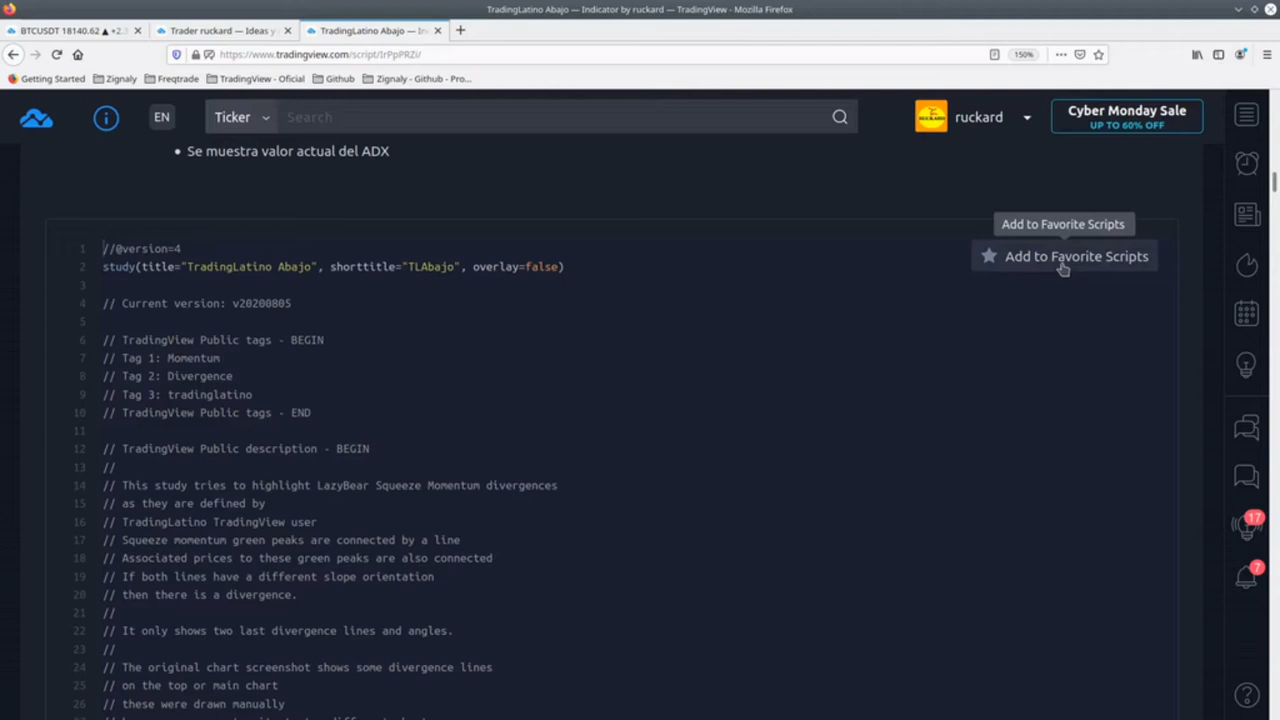 TradingLatino Abajo — Indicator by ruckard — TradingView - Mozilla Firefox
BTCUSDT 18140.62 ▲ +2.3
Trader ruckard — Ideas y
TradingLatino Abajo — In
https://www.tradingview.com/script/IrPpPRZi/
150%
Getting Started
Zignaly
Freqtrade
TradingView - Oficial
Github
Zignaly - Github - Pro...
EN
Ticker
Search
ruckard
Cyber Monday Sale
UP TO 60% OFF
• Se muestra valor actual del ADX
Add to Favorite Scripts
Add to Favorite Scripts
1 //@version=4
2 study(title="TradingLatino Abajo", shorttitle="TLAbajo", overlay=false)
3
4 // Current version: v20200805
5
6 // TradingView Public tags - BEGIN
7 // Tag 1: Momentum
8 // Tag 2: Divergence
9 // Tag 3: tradinglatino
10 // TradingView Public tags - END
11
12 // TradingView Public description - BEGIN
13 //
14 // This study tries to highlight LazyBear Squeeze Momentum divergences
15 // as they are defined by
16 // TradingLatino TradingView user
17 // Squeeze momentum green peaks are connected by a line
18 // Associated prices to these green peaks are also connected
19 // If both lines have a different slope orientation
20 // then there is a divergence.
21 //
22 // It only shows two last divergence lines and angles.
23 //
24 // The original chart screenshot shows some divergence lines
25 // on the top or main chart
26 // these were drawn manually
17
7